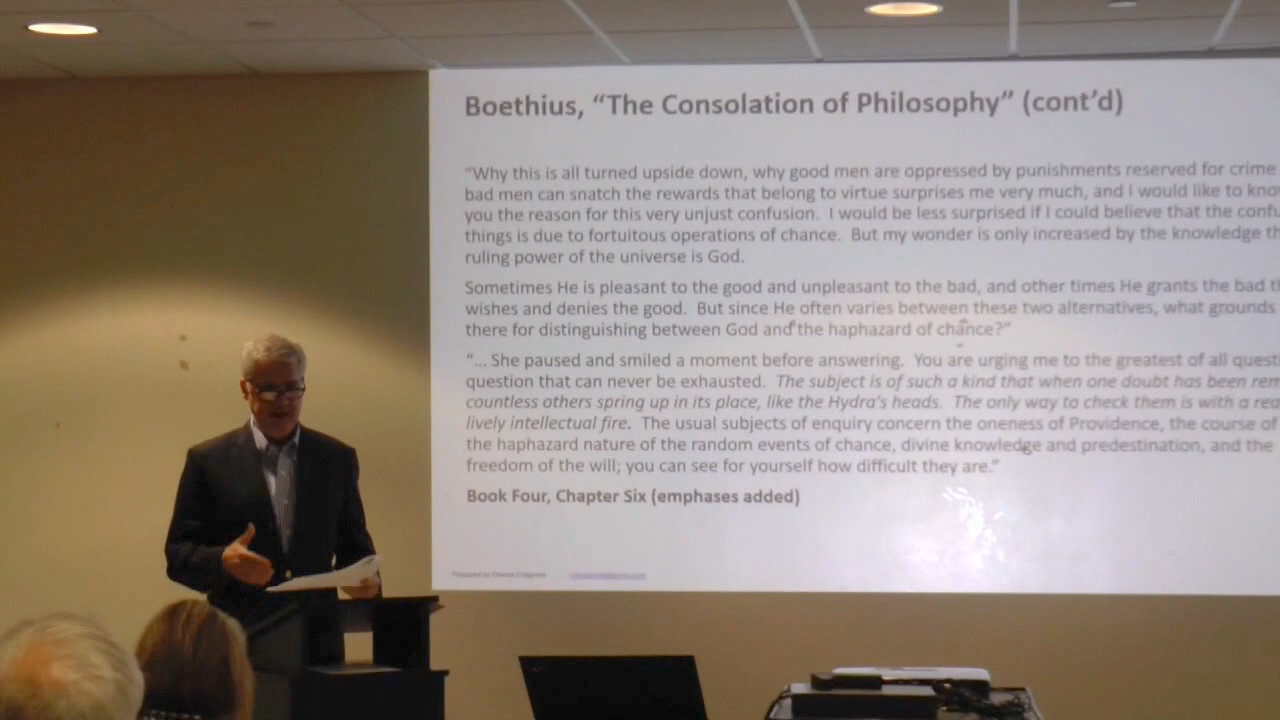 Boethius, “The Consolation of Philosophy” (cont’d)
“Why this is all turned upside down, why good men are oppressed by punishments reserved for crime
bad men can snatch the rewards that belong to virtue surprises me very much, and I would like to kno
you the reason for this very unjust confusion. I would be less surprised if I could believe that the confu
things is due to fortuitous operations of chance. But my wonder is only increased by the knowledge th
ruling power of the universe is God.
Sometimes He is pleasant to the good and unpleasant to the bad, and other times He grants the bad th
wishes and denies the good. But since He often varies between these two alternatives, what grounds
there for distinguishing between God and the haphazard of chance?”
“... She paused and smiled a moment before answering. You are urging me to the greatest of all questi
question that can never be exhausted. The subject is of such a kind that when one doubt has been rem
countless others spring up in its place, like the Hydra’s heads. The only way to check them is with a rea
lively intellectual fire. The usual subjects of enquiry concern the oneness of Providence, the course of
the haphazard nature of the random events of chance, divine knowledge and predestination, and the
freedom of the will; you can see for yourself how difficult they are.”
Book Four, Chapter Six (emphases added)
Prepared by Charles